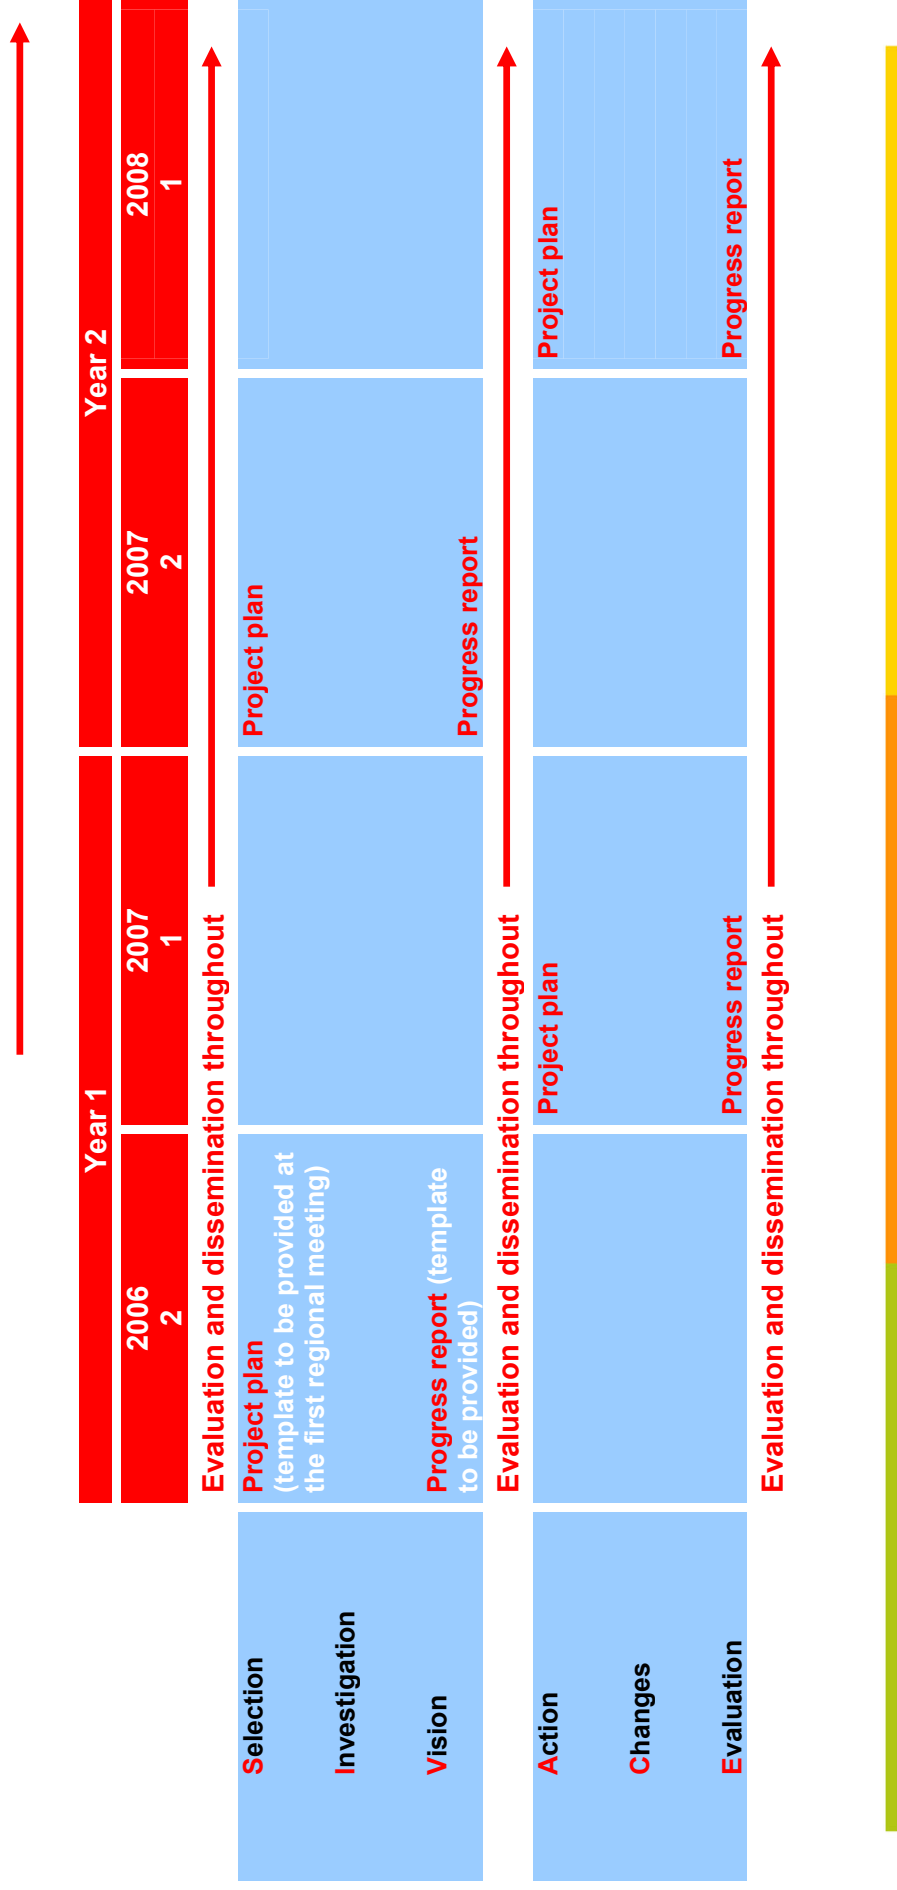 Year 1
Year 2
2006
2
2007
1
2007
2
2008
1
Evaluation and dissemination throughout
Selection
Investigation
Vision
Project plan
(template to be provided at
the first regional meeting)
Progress report (template
to be provided)
Project plan
Progress report
Evaluation and dissemination throughout
Action
Changes
Evaluation
Project plan
Progress report
Project plan
Progress report
Evaluation and dissemination throughout